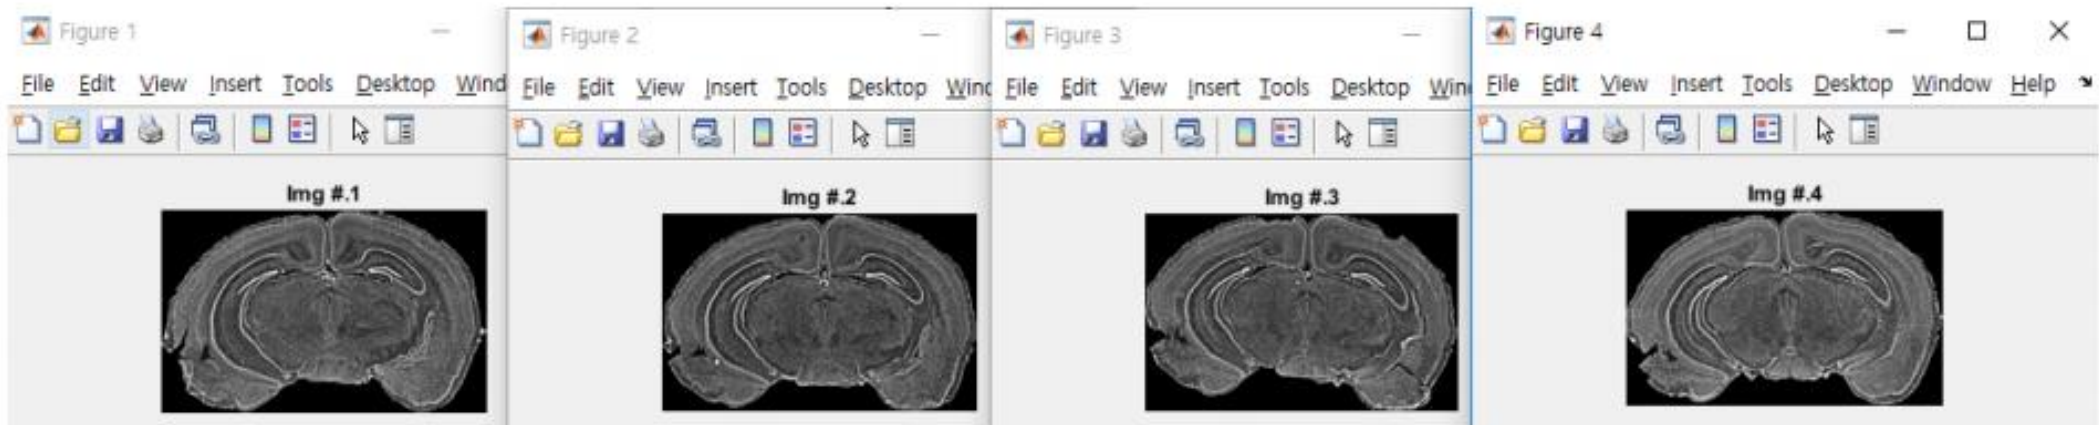 Figure 1
File Edit View Insert Tools Desktop Wind
Img #.1
Figure 2
File Edit View Insert Tools Desktop Winc
Img #.2
Figure 3
File Edit View Insert Tools Desktop Win
Img #.3
Figure 4
File Edit View Insert Tools Desktop Window Help
Img #.4